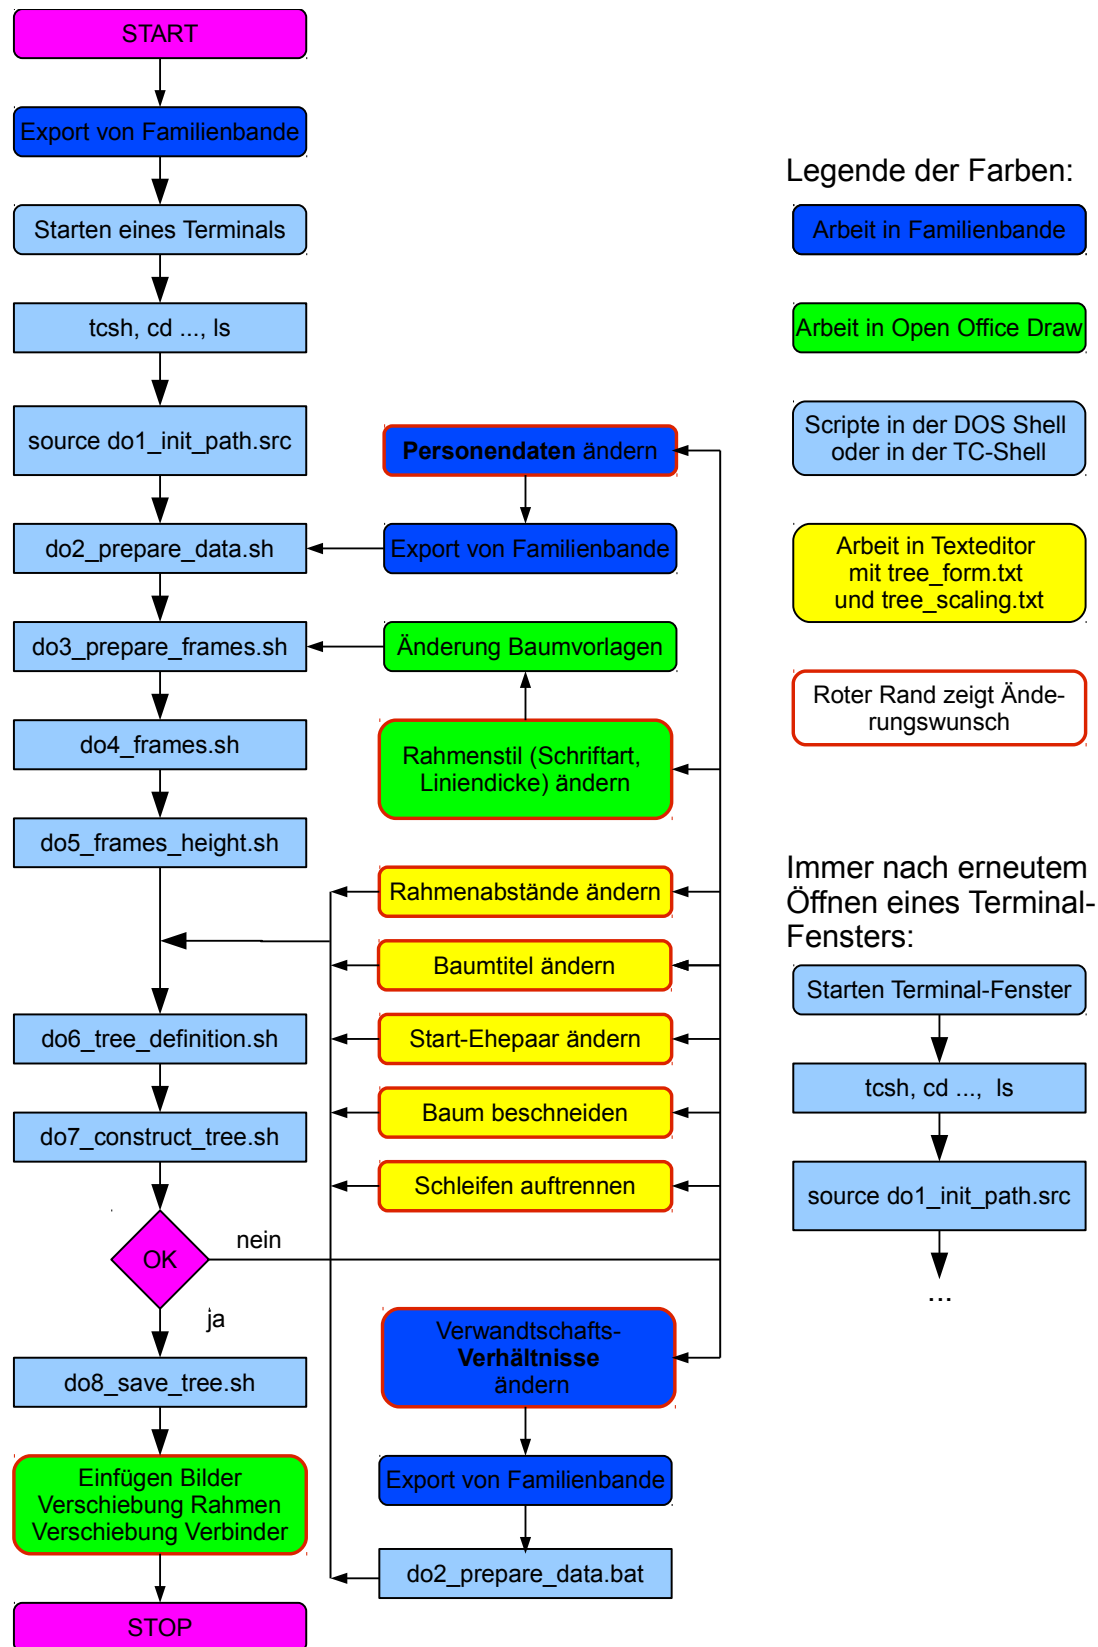 START
Export von Familienbande
Starten eines Terminals
tcsh, cd ..., ls
source do1_init_path.src
do2_prepare_data.sh
do3_prepare_frames.sh
do4_frames.sh
do5_frames_height.sh
do6_tree_definition.sh
do7_construct_tree.sh
OK
nein
ja
do8_save_tree.sh
Einfügen Bilder
Verschiebung Rahmen
Verschiebung Verbinder
STOP
Personendaten ändern
Export von Familienbande
Änderung Baumvorlagen
Rahmenstil (Schriftart,
Liniendicke) ändern
Rahmenabstände ändern
Baumtitel ändern
Start-Ehepaar ändern
Baum beschneiden
Schleifen auftrennen
Verwandtschafts-
Verhältnisse
ändern
Export von Familienbande
do2_prepare_data.bat
Legende der Farben:
Arbeit in Familienbande
Arbeit in Open Office Draw
Scripte in der DOS Shell
oder in der TC-Shell
Arbeit in Texteditor
mit tree_form.txt
und tree_scaling.txt
Roter Rand zeigt Ände-
rungswunsch
Immer nach erneutem
Öffnen eines Terminal-
Fensters:
Starten Terminal-Fenster
tcsh, cd ..., ls
source do1_init_path.src
...